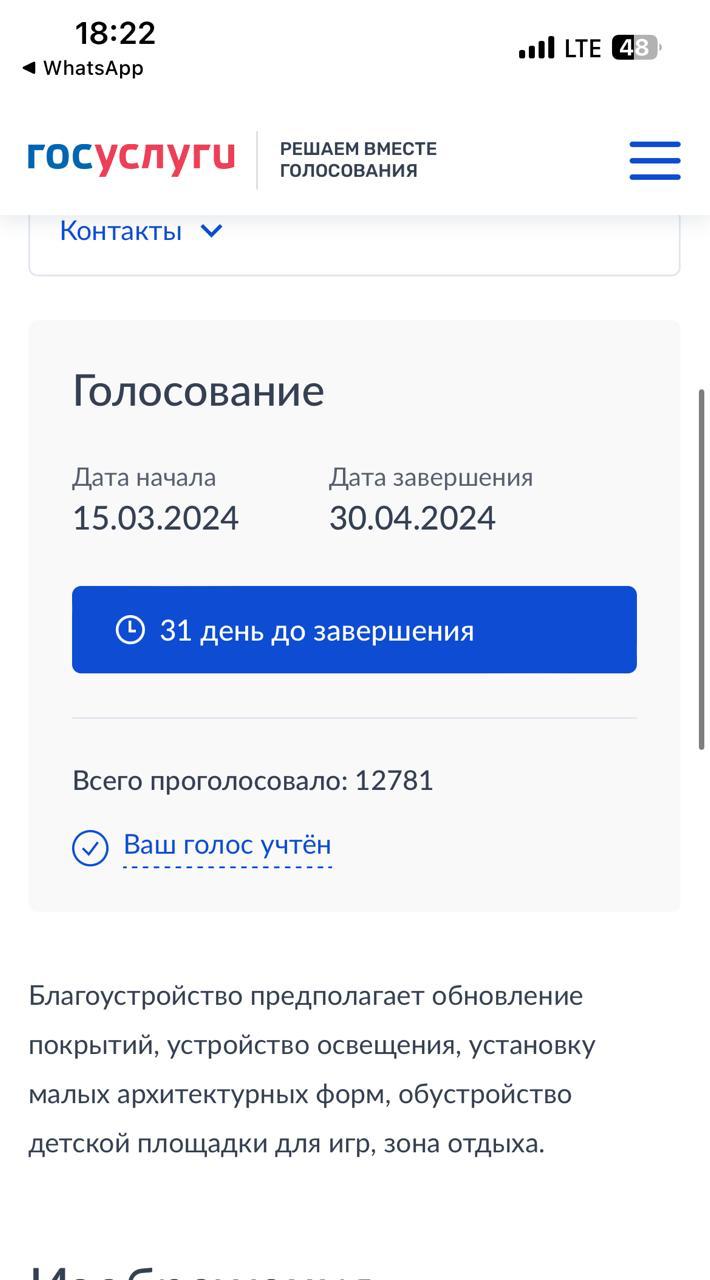 18:22
WhatsApp
LTE 48
госуслуги
РЕШАЕМ ВМЕСТЕ
ГОЛОСОВАНИЯ
Контакты
Голосование
Дата начала
Дата завершения
15.03.2024
30.04.2024
31 день до завершения
Всего проголосовало: 12781
Ваш голос учтён
Благоустройство предполагает обновление
покрытий, устройство освещения, установку
малых архитектурных форм, обустройство
детской площадки для игр, зона отдыха.